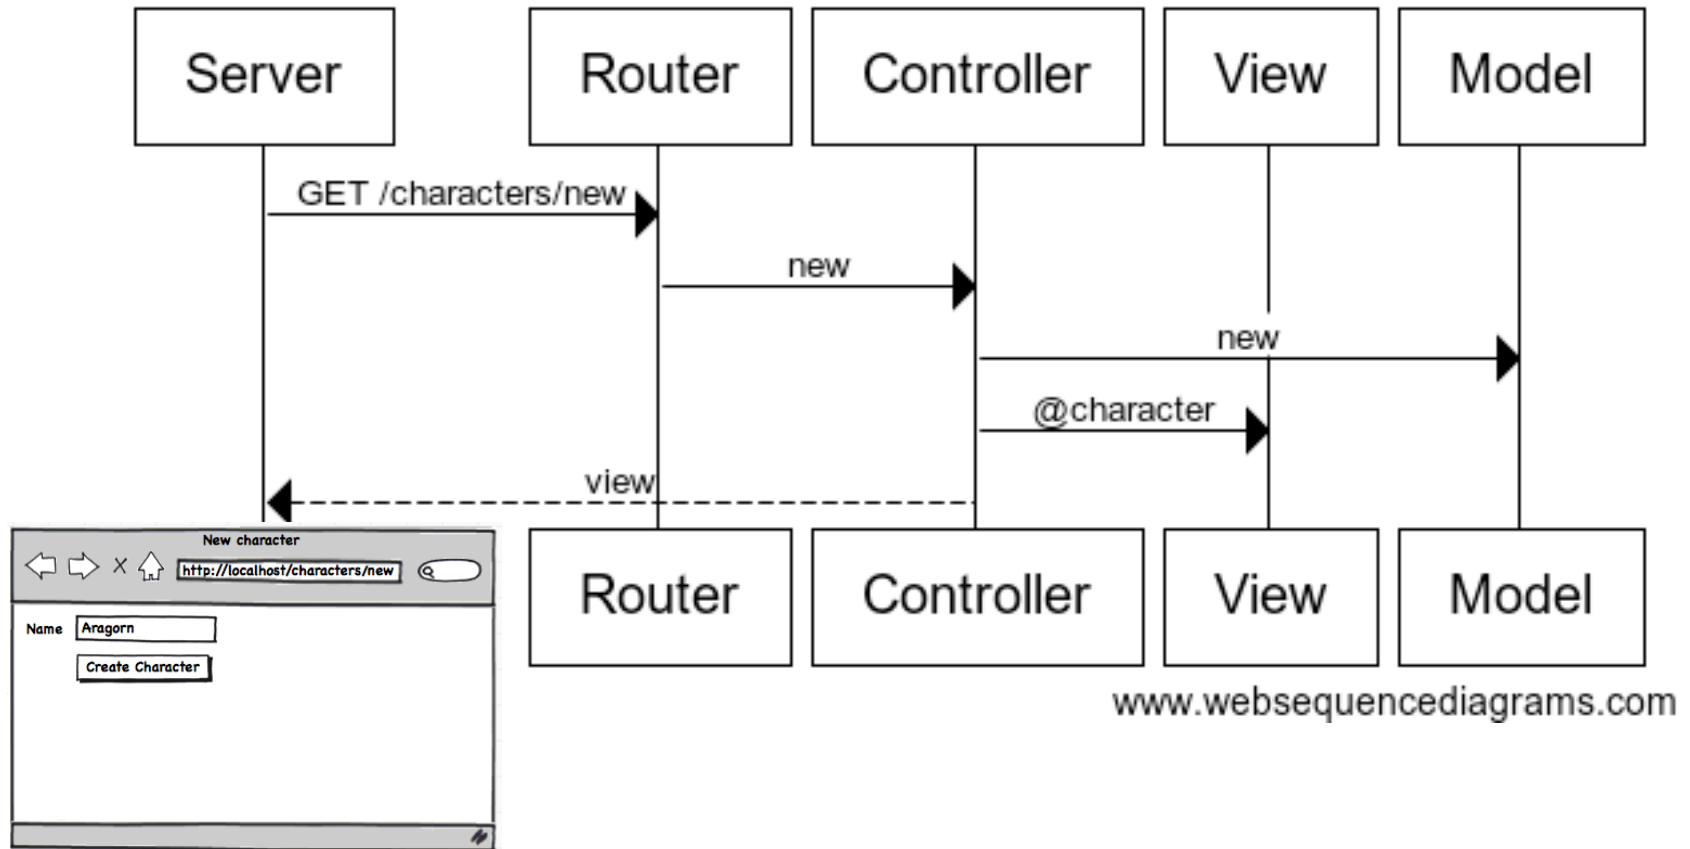 Server
Router
Controller
View
Model
GET /characters/new
new
new
@character
view
New character
X
http://localhost/characters/new
Name
Aragorn
Create Character
Router
Controller
View
Model
www.websequencediagrams.com